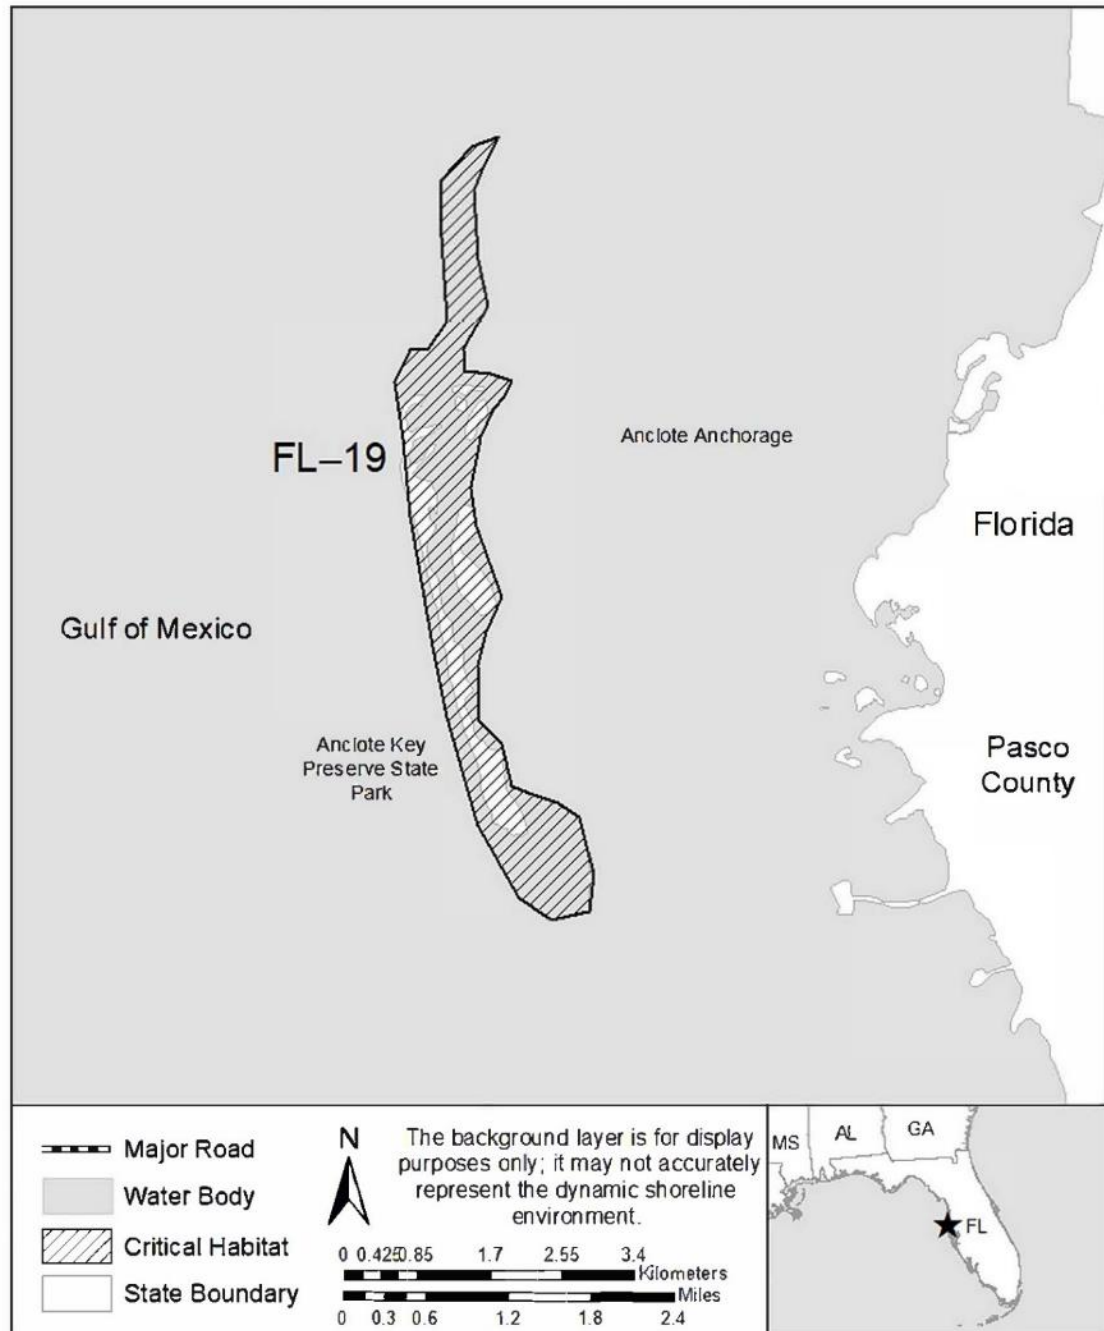 Anclote Anchorage
FL–19
Florida
Gulf of Mexico
Anclote Key
Preserve State
Park
Pasco
County
Major Road
Water Body
Critical Habitat
State Boundary
N
The background layer is for display
purposes only; it may not accurately
represent the dynamic shoreline
environment.
0 0.425 0.85 1.7 2.55 3.4
Kilometers
Miles
0 0.3 0.6 1.2 1.8 2.4
MS
AL
GA
FL